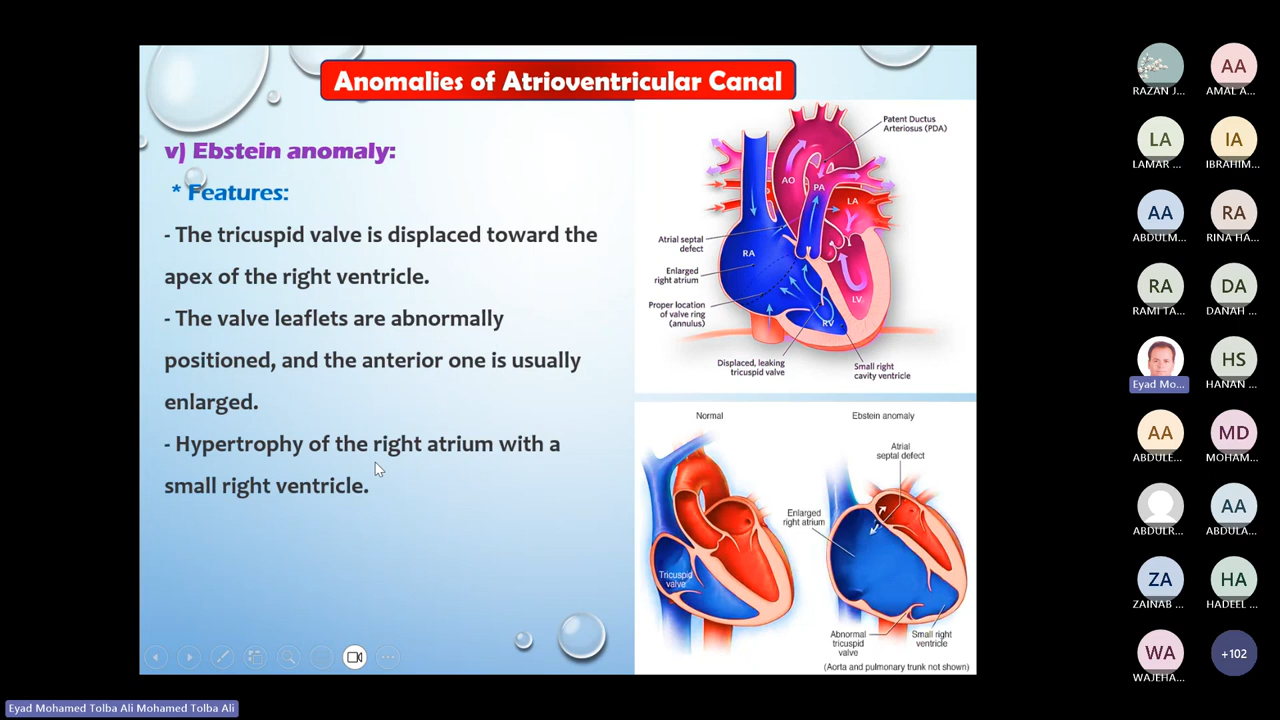 Anomalies of Atrioventricular Canal
v) Ebstein anomaly:
* Features:
- The tricuspid valve is displaced toward the
apex of the right ventricle.
- The valve leaflets are abnormally
positioned, and the anterior one is usually
enlarged.
- Hypertrophy of the right atrium with a
small right ventricle.
Patent Ductus
Arteriosus (PDA)
AO
PA
LA
Atrial septal
defect
RA
Enlarged
right atrium
Proper location
of valve ring
(annulus)
LV
RV
Displaced, leaking
tricuspid valve
Small right
cavity ventricle
Normal
Ebstein anomaly
Atrial
septal defect
Enlarged
right atrium
Tricuspid
valve
Abnormal
tricuspid
valve
Small right
ventricle
(Aorta and pulmonary trunk not shown)
RAZAN J...
AA
AMAL A...
LA
LAMAR ...
IA
IBRAHIM...
AA
ABDULM...
RA
RINA HA...
RA
RAMI TA...
DA
DANAH ...
Eyad Mo...
HS
HANAN ...
AA
ABDULE...
MD
MOHAM...
ABDULR...
AA
ABDULA...
ZA
ZAINAB ...
HA
HADEEL ...
WA
WAJEHA...
+102
Eyad Mohamed Tolba Ali Mohamed Tolba Ali